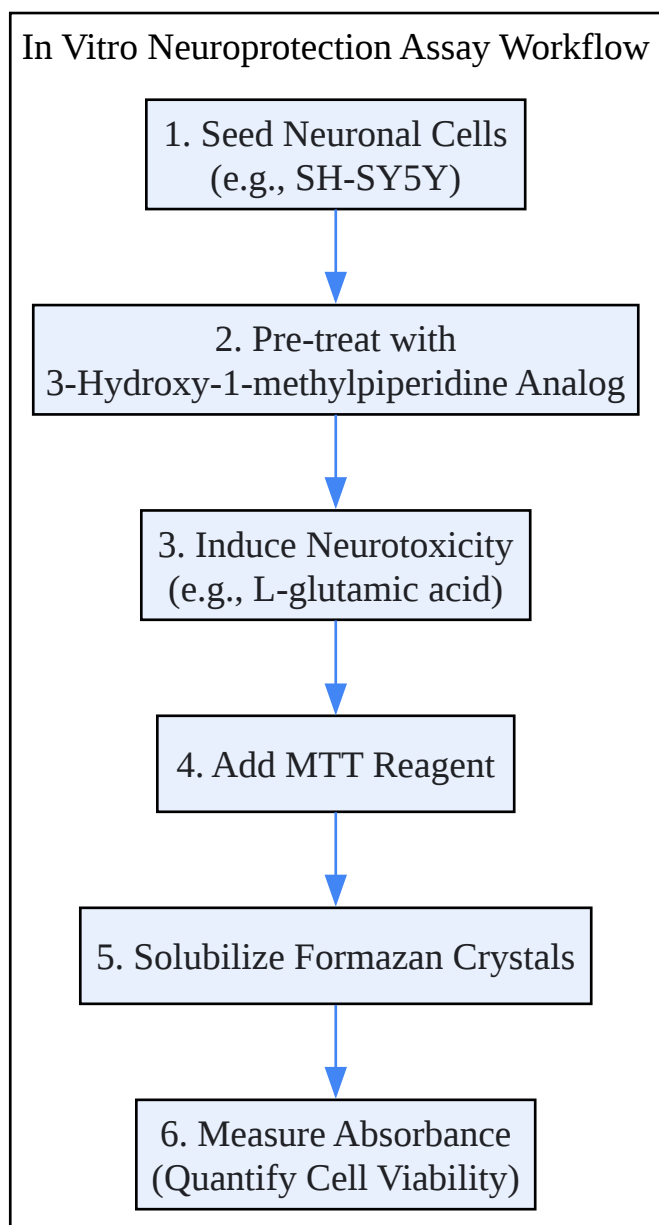 In Vitro Neuroprotection Assay Workflow
1. Seed Neuronal Cells
(e.g., SH-SY5Y)
2. Pre-treat with
3-Hydroxy-1-methylpiperidine Analog
3. Induce Neurotoxicity
(e.g., L-glutamic acid)
4. Add MTT Reagent
5. Solubilize Formazan Crystals
6. Measure Absorbance
(Quantify Cell Viability)